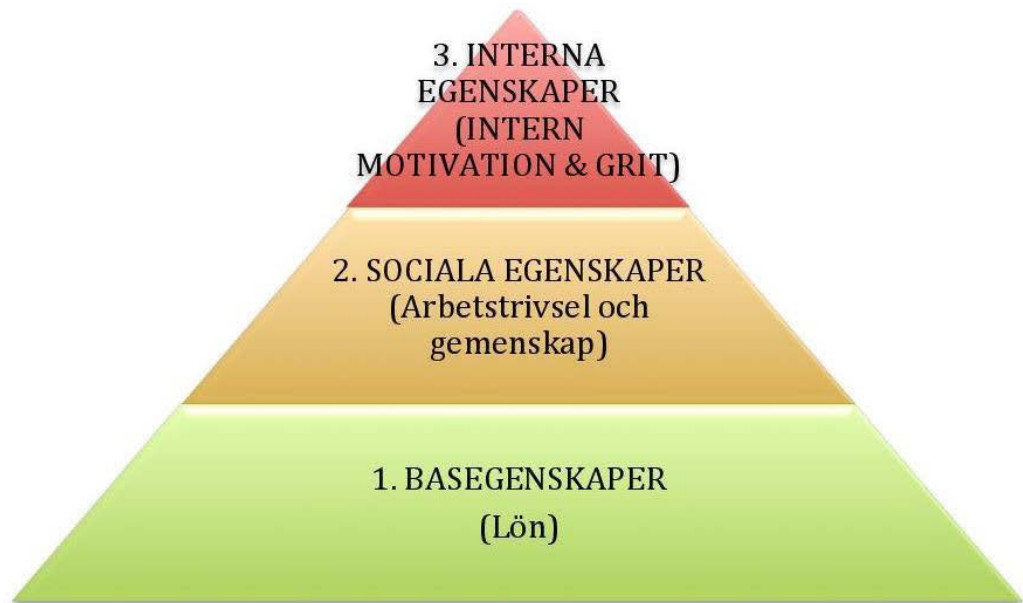 3. INTERNA
EGENSKAPER
(INTERN
MOTIVATION & GRIT)
2. SOCIALA EGENSKAPER
(Arbetstrivsel och
gemenskap)
1. BASEGENSKAPER
(Lön)